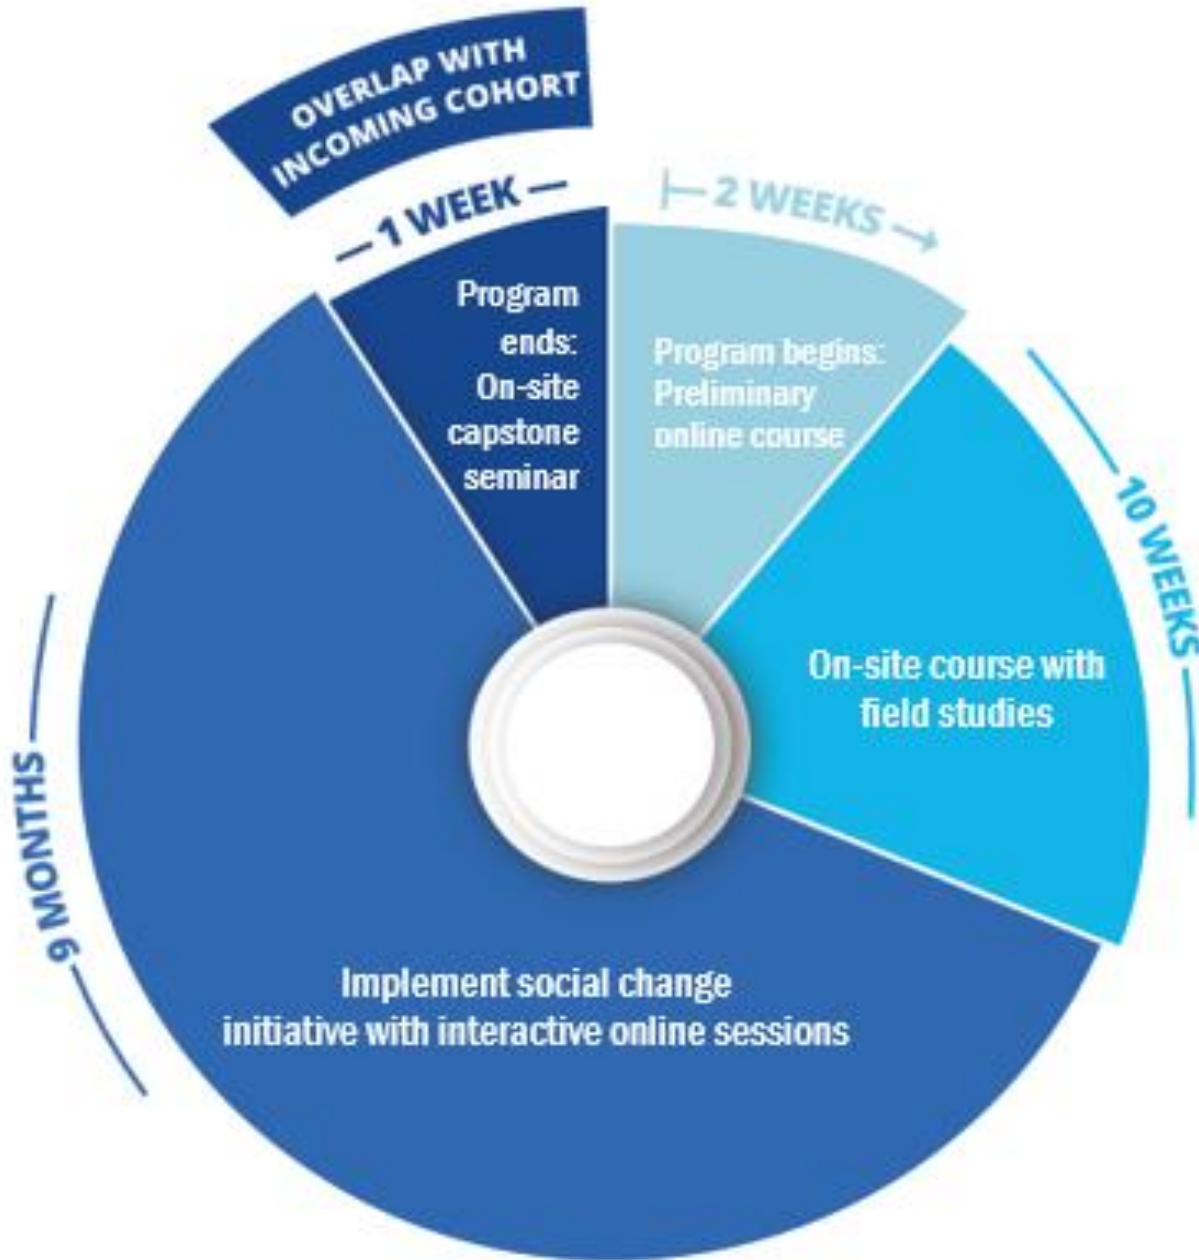 OVERLAP WITH
INCOMING COHORT
1 WEEK
2 WEEKS
Program
ends:
On-site
capstone
seminar
Program begins:
Preliminary
online course
10 WEEKS
On-site course with
field studies
9 MONTHS
Implement social change
initiative with interactive online sessions